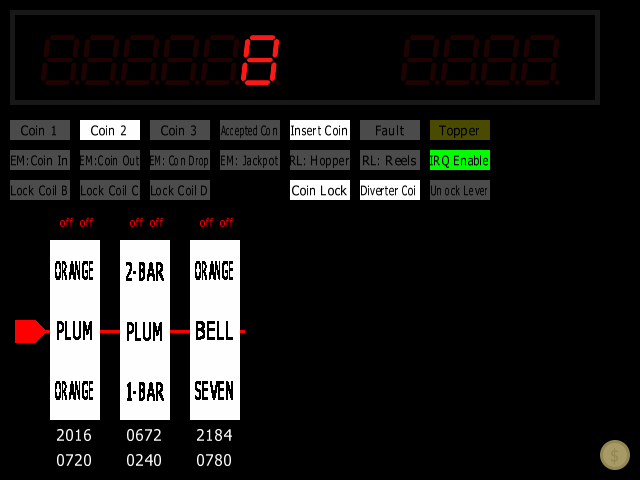 8
Coin 1 Coin 2 Coin 3 Accepted Coin Insert Coin Fault Topper
EM:Coin In EM:Coin Out EM: Coin Drop EM: Jackpot RL: Hopper RL: Reels IRQ Enable
Lock Coil B Lock Coil C Lock Coil D Coin Lock Diverter Coi Unlock Lever
off off off off off off
ORANGE 2-BAR ORANGE
PLUM PLUM BELL
ORANGE 1-BAR SEVEN
2016 0672 2184
0720 0240 0780
$